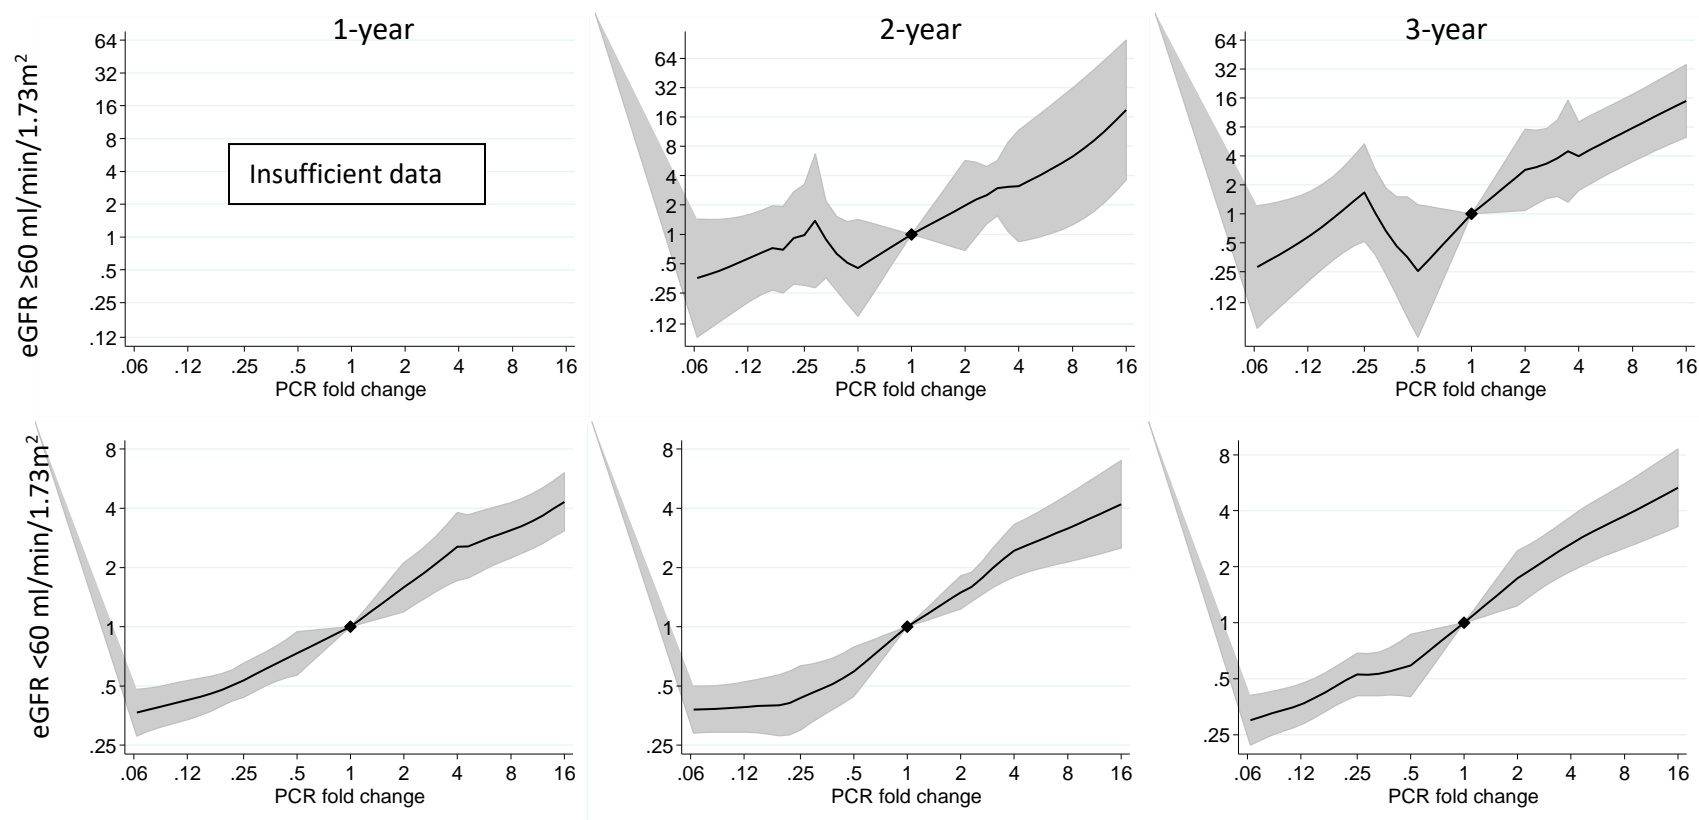 1-year
2-year
3-year
eGFR ≥60 ml/min/1.73m²
64
32
16
8
4
2
1
.5
.25
.12
Insufficient data
.06 .12 .25 .5 1 2 4 8 16
PCR fold change
64
32
16
8
4
2
1
.5
.25
.12
.06 .12 .25 .5 1 2 4 8 16
PCR fold change
64
32
16
8
4
2
1
.5
.25
.12
.06 .12 .25 .5 1 2 4 8 16
PCR fold change
eGFR <60 ml/min/1.73m²
8
4
2
1
.5
.25
.06 .12 .25 .5 1 2 4 8 16
PCR fold change
8
4
2
1
.5
.25
.06 .12 .25 .5 1 2 4 8 16
PCR fold change
8
4
2
1
.5
.25
.06 .12 .25 .5 1 2 4 8 16
PCR fold change